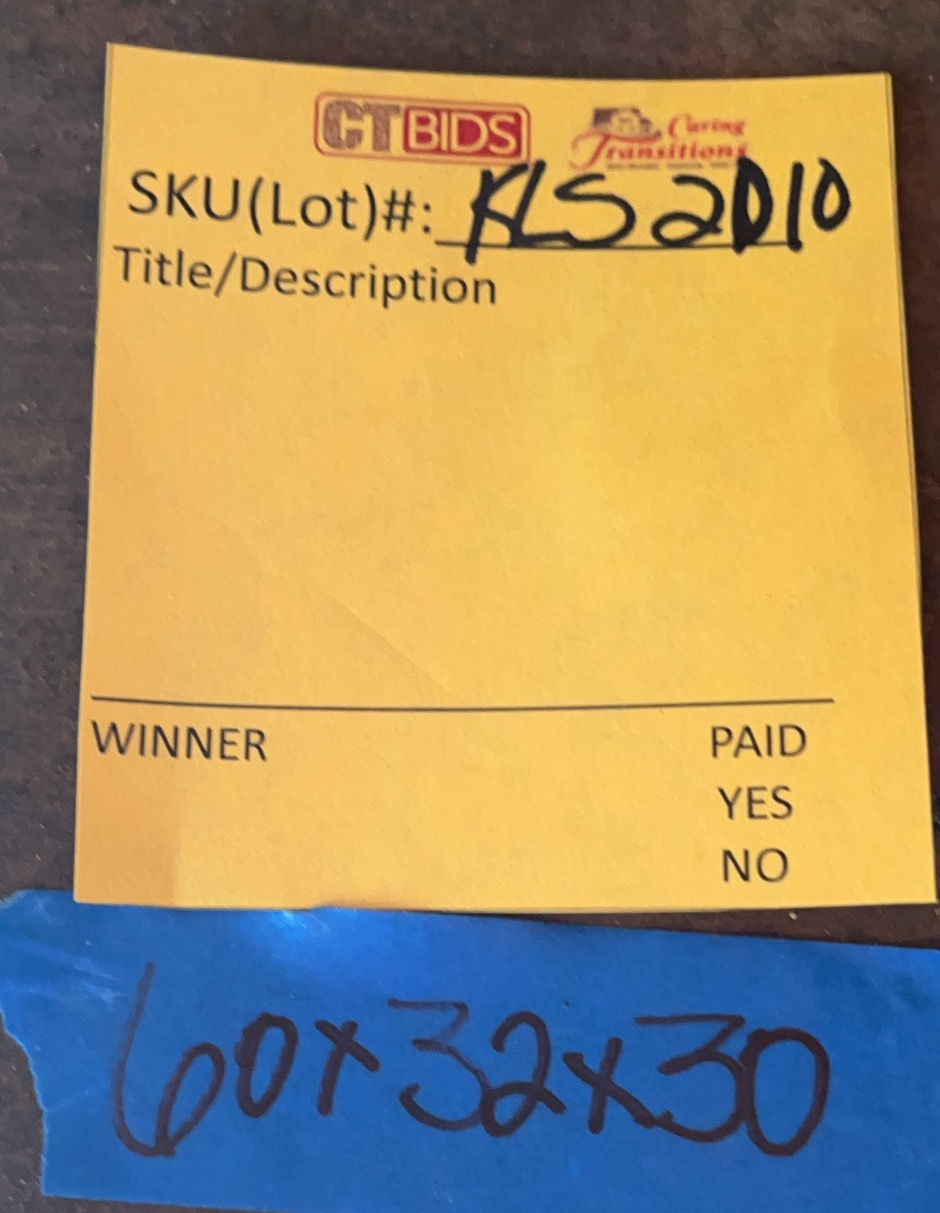 CTBIDS Caring Transitions
SKU(Lot)#: KLS2010
Title/Description
WINNER PAID
YES
NO
60x32x30